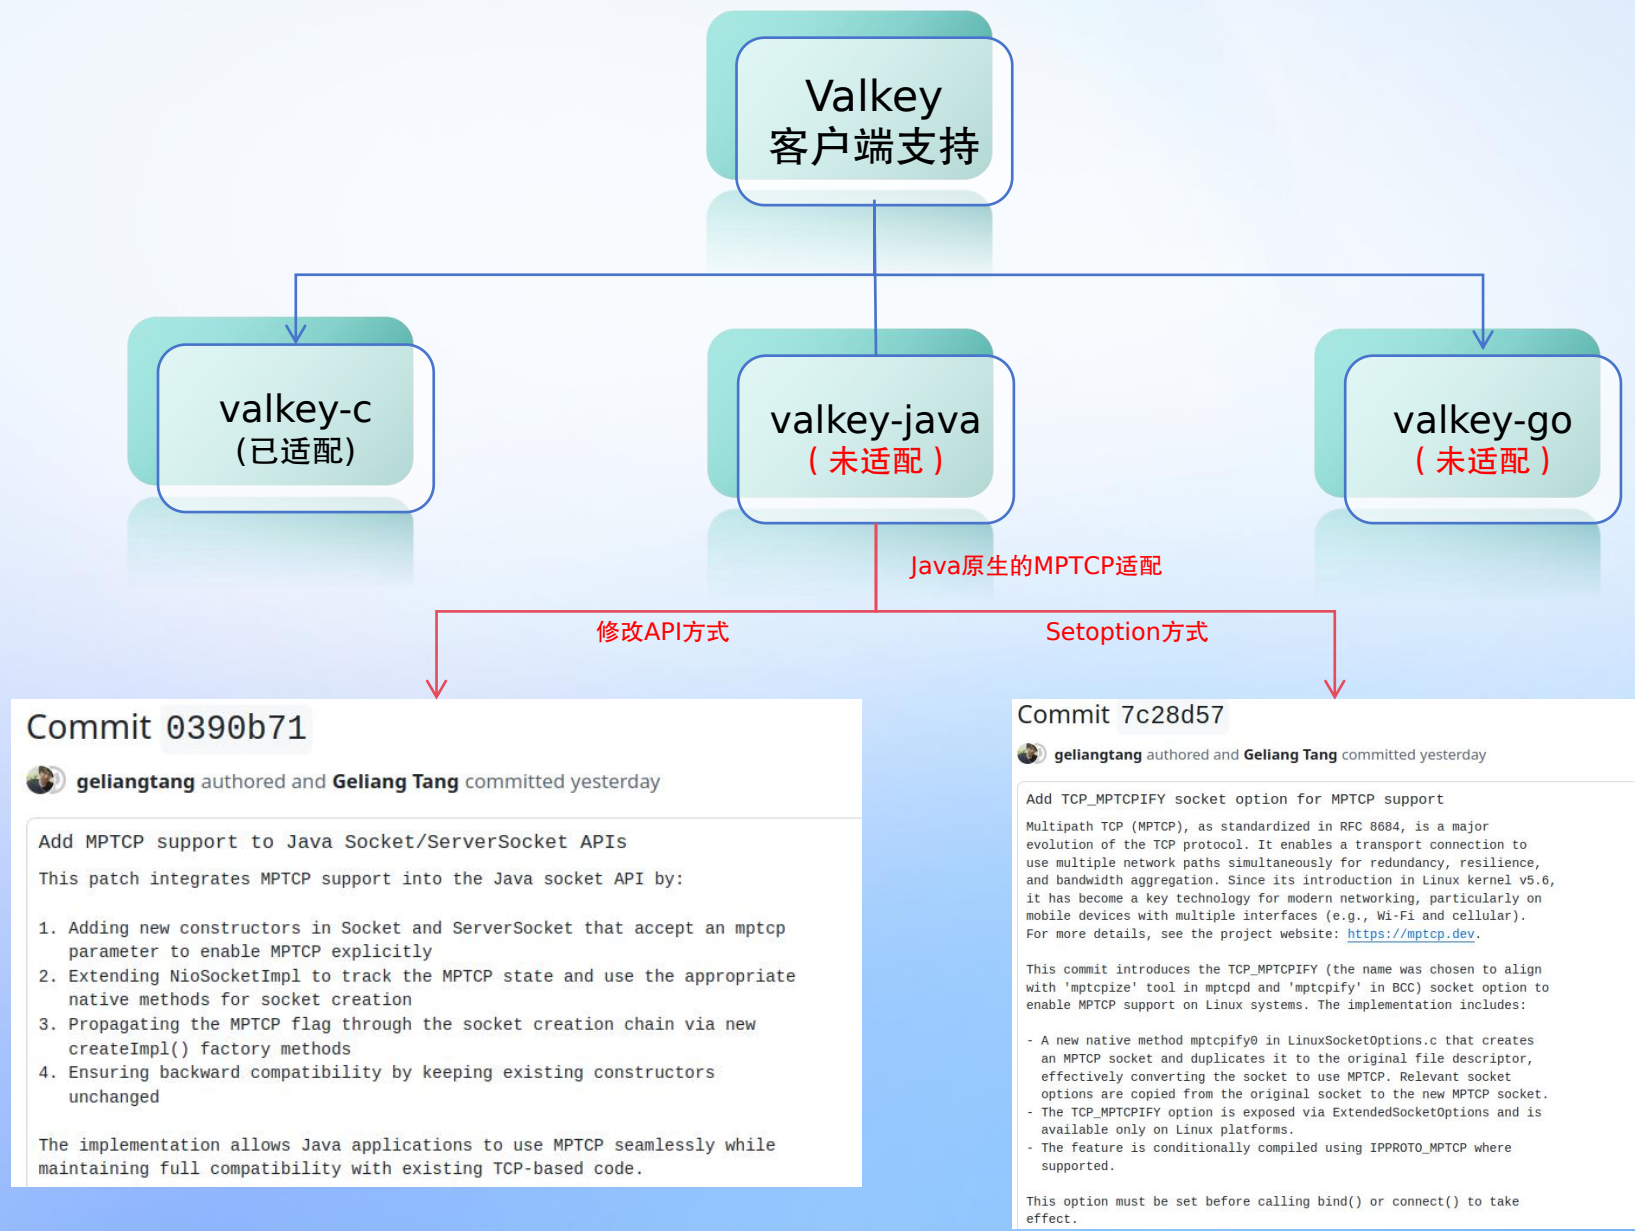 Valkey
客户端支持
valkey-c
(已适配)
valkey-java
(未适配)
valkey-go
(未适配)
Java原生的MPTCP适配
修改API方式
Setoption方式
Commit 0390b71
geliangtang authored and Geliang Tang committed yesterday
Add MPTCP support to Java Socket/ServerSocket APIs
This patch integrates MPTCP support into the Java socket API by:
1. Adding new constructors in Socket and ServerSocket that accept an mptcp
parameter to enable MPTCP explicitly
2. Extending NioSocketImpl to track the MPTCP state and use the appropriate
native methods for socket creation
3. Propagating the MPTCP flag through the socket creation chain via new
createImpl() factory methods
4. Ensuring backward compatibility by keeping existing constructors
unchanged
The implementation allows Java applications to use MPTCP seamlessly while
maintaining full compatibility with existing TCP-based code.
Commit 7c28d57
geliangtang authored and Geliang Tang committed yesterday
Add TCP_MPTCPIFY socket option for MPTCP support
Multipath TCP (MPTCP), as standardized in RFC 8684, is a major
evolution of the TCP protocol. It enables a transport connection to
use multiple network paths simultaneously for redundancy, resilience,
and bandwidth aggregation. Since its introduction in Linux kernel v5.6,
it has become a key technology for modern networking, particularly on
mobile devices with multiple interfaces (e.g., Wi-Fi and cellular).
For more details, see the project website: https://mptcp.dev.
This commit introduces the TCP_MPTCPIFY (the name was chosen to align
with 'mptcpize' tool in mptcpd and 'mptcpify' in BCC) socket option to
enable MPTCP support on Linux systems. The implementation includes:
- A new native method mptcpify0 in LinuxSocketOptions.c that creates
an MPTCP socket and duplicates it to the original file descriptor,
effectively converting the socket to use MPTCP. Relevant socket
options are copied from the original socket to the new MPTCP socket.
- The TCP_MPTCPIFY option is exposed via ExtendedSocketOptions and is
available only on Linux platforms.
- The feature is conditionally compiled using IPPROTO_MPTCP where
supported.
This option must be set before calling bind() or connect() to take
effect.